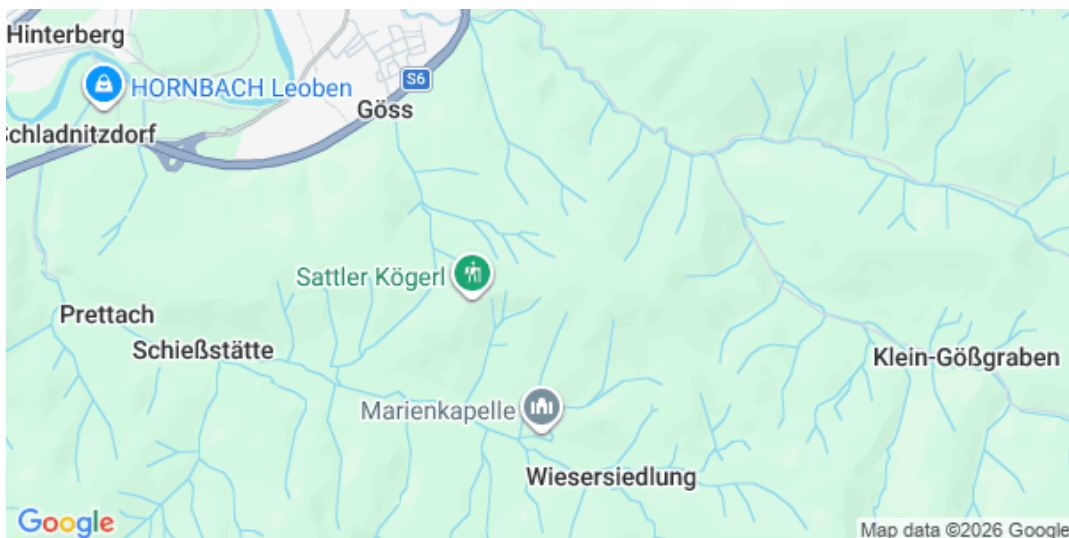 Hinterberg
HORNBACH Leoben
S6
Göss
Schladnitzdorf
Sattler Kögerl
Prettach
Schießstätte
Klein-Gößgraben
Marienkapelle
Wiesersiedlung
Google
Map data ©2026 Google